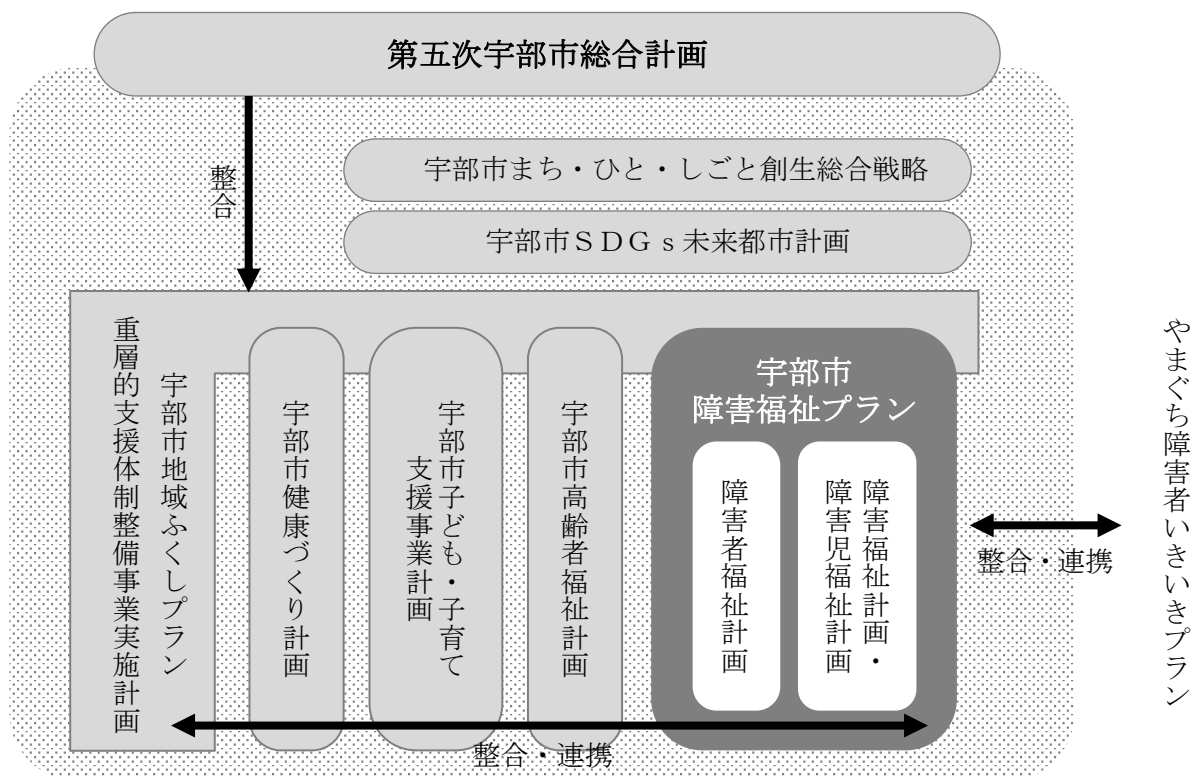 第五次宇部市総合計画
整合
宇部市まち・ひと・しごと創生総合戦略
宇部市ＳＤＧｓ未来都市計画
宇部市地域ふくしプラン
重層的支援体制整備事業実施計画
宇部市健康づくり計画
宇部市子ども・子育て
支援事業計画
宇部市高齢者福祉計画
宇部市
障害福祉プラン
障害者福祉計画
障害福祉計画・
障害児福祉計画
整合・連携
整合・連携
やまぐち障害者いきいきプラン